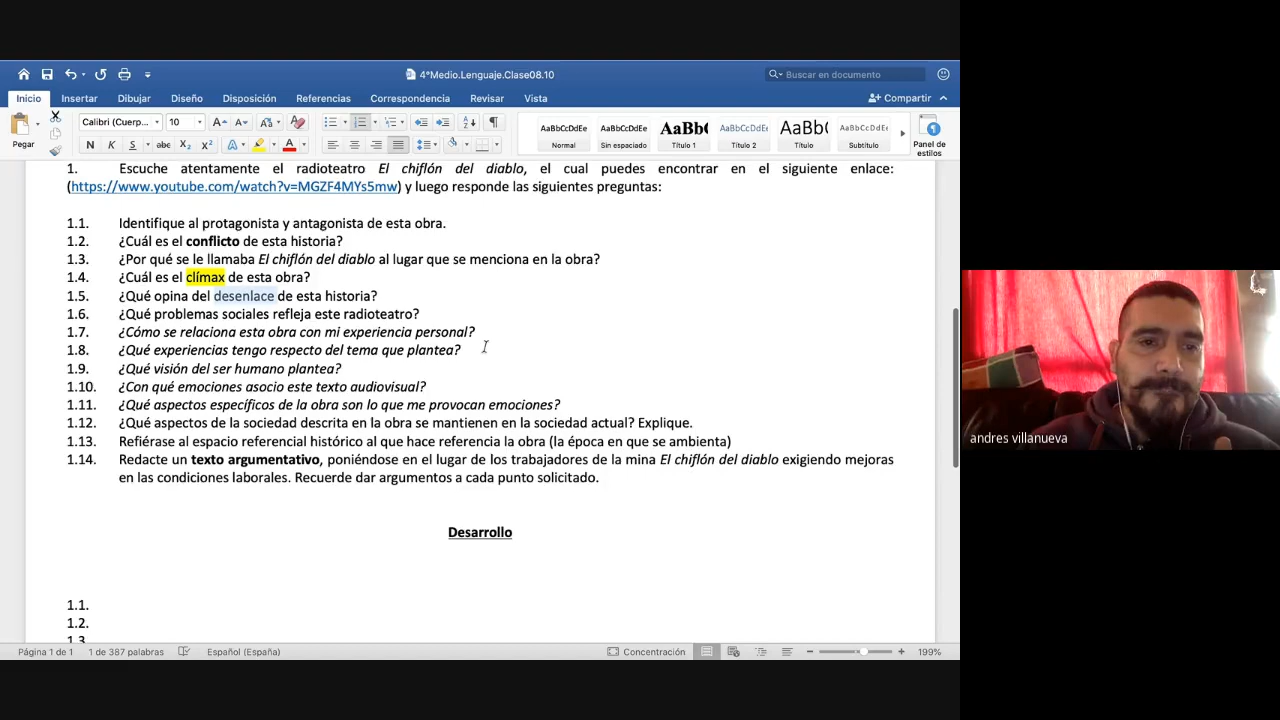 4°Medio.Lenguaje.Clase08.10
Buscar en documento
Inicio Insertar Dibujar Diseño Disposición Referencias Correspondencia Revisar Vista
Compartir
Pegar
Calibri (Cuerp... 10
N K S abc X₂ X²
AaBbCcDdEe AaBbCcDdEe AaBb( AaBbCcDdEe AaBb( AaBbCcDdEe
Normal Sin espaciado Título 1 Título 2 Título Subtítulo
Panel de
estilos
1. Escuche atentamente el radioteatro El chiflón del diablo, el cual puedes encontrar en el siguiente enlace:
(https://www.youtube.com/watch?v=MGZF4MYs5mw) y luego responde las siguientes preguntas:
1.1. Identifique al protagonista y antagonista de esta obra.
1.2. ¿Cuál es el conflicto de esta historia?
1.3. ¿Por qué se le llamaba El chiflón del diablo al lugar que se menciona en la obra?
1.4. ¿Cuál es el clímax de esta obra?
1.5. ¿Qué opina del desenlace de esta historia?
1.6. ¿Qué problemas sociales refleja este radioteatro?
1.7. ¿Cómo se relaciona esta obra con mi experiencia personal?
1.8. ¿Qué experiencias tengo respecto del tema que plantea?
1.9. ¿Qué visión del ser humano plantea?
1.10. ¿Con qué emociones asocio este texto audiovisual?
1.11. ¿Qué aspectos específicos de la obra son lo que me provocan emociones?
1.12. ¿Qué aspectos de la sociedad descrita en la obra se mantienen en la sociedad actual? Explique.
1.13. Refiérase al espacio referencial histórico al que hace referencia la obra (la época en que se ambienta)
1.14. Redacte un texto argumentativo, poniéndose en el lugar de los trabajadores de la mina El chiflón del diablo exigiendo mejoras
en las condiciones laborales. Recuerde dar argumentos a cada punto solicitado.
Desarrollo
1.1.
1.2.
1.3
Página 1 de 1 1 de 387 palabras Español (España) Concentración 199%
andres villanueva